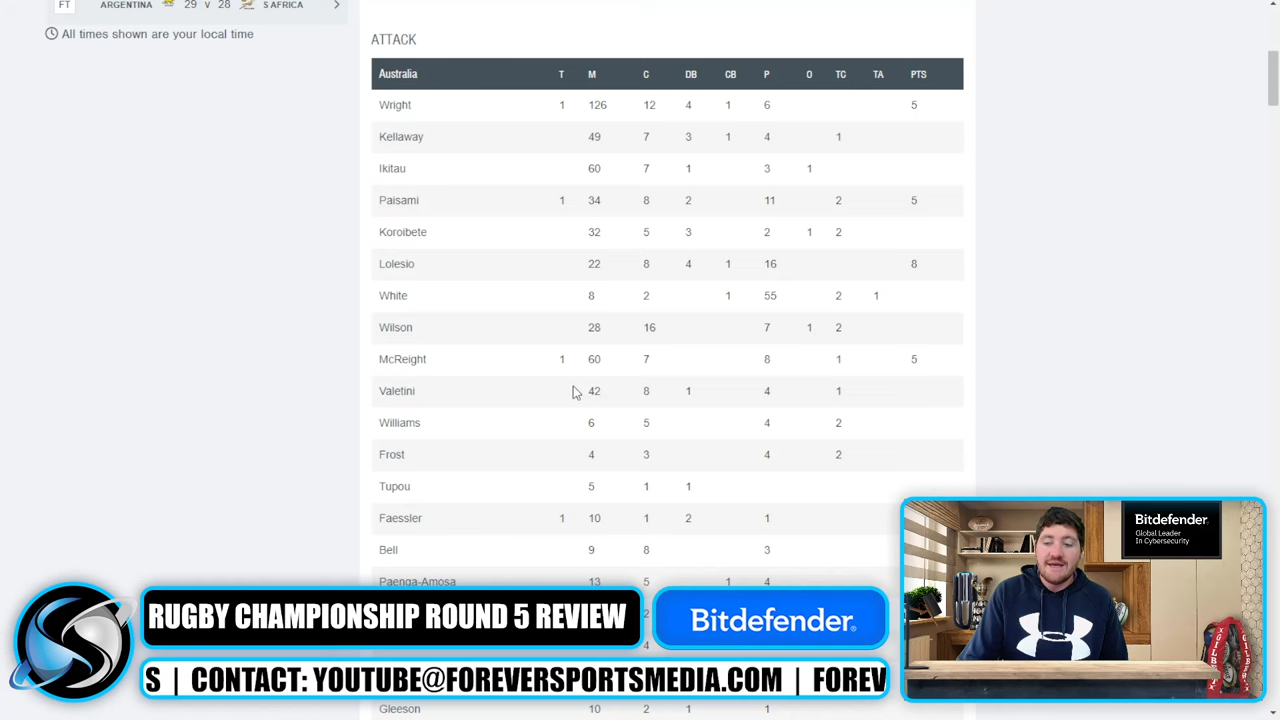 FT ARGENTINA 29 v 28 S AFRICA
All times shown are your local time
ATTACK
Australia T M C DB CB P O TC TA PTS
Wright 1 126 12 4 1 6 5
Kellaway 49 7 3 1 4 1
Ikitau 60 7 1 3 1
Paisami 1 34 8 2 11 2 5
Koroibete 32 5 3 2 1 2
Lolesio 22 8 4 1 16 8
White 8 2 1 55 2 1
Wilson 28 16 7 1 2
McReight 1 60 7 8 1 5
Valetini 42 8 1 4 1
Williams 6 5 4 2
Frost 4 3 4 2
Tupou 5 1 1
Faessler 1 10 1 2 1
Bell 9 8 3
Paenga-Amosa 13 5 1 4
2
4
Gleeson 10 2 1 1
Bitdefender
Global Leader
In Cybersecurity
RUGBY CHAMPIONSHIP ROUND 5 REVIEW
Bitdefender
S | CONTACT: YOUTUBE@FOREVERSPORTSMEDIA.COM | FOREV